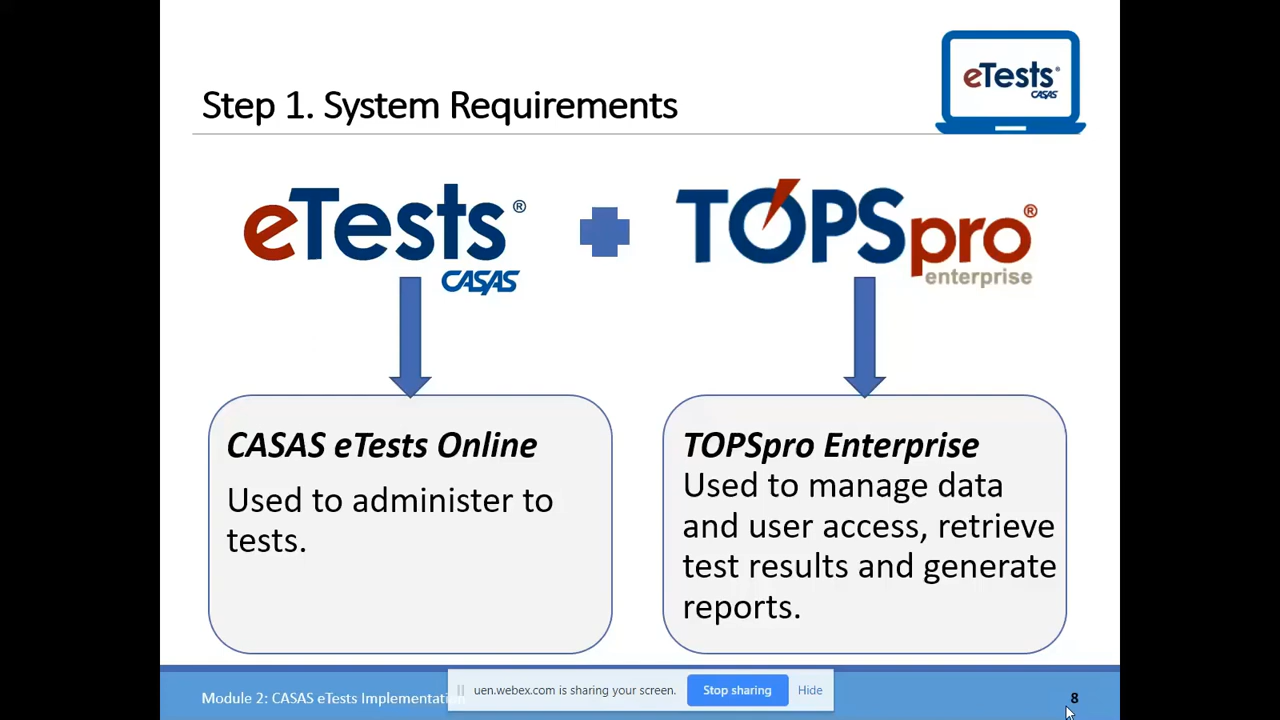 eTests®
CASAS
Step 1. System Requirements
eTests®
CASAS
TOPSpro®
enterprise
CASAS eTests Online
Used to administer to
tests.
TOPSpro Enterprise
Used to manage data
and user access, retrieve
test results and generate
reports.
Module 2: CASAS eTests
uen.webex.com is sharing your screen.
Stop sharing
Hide
8